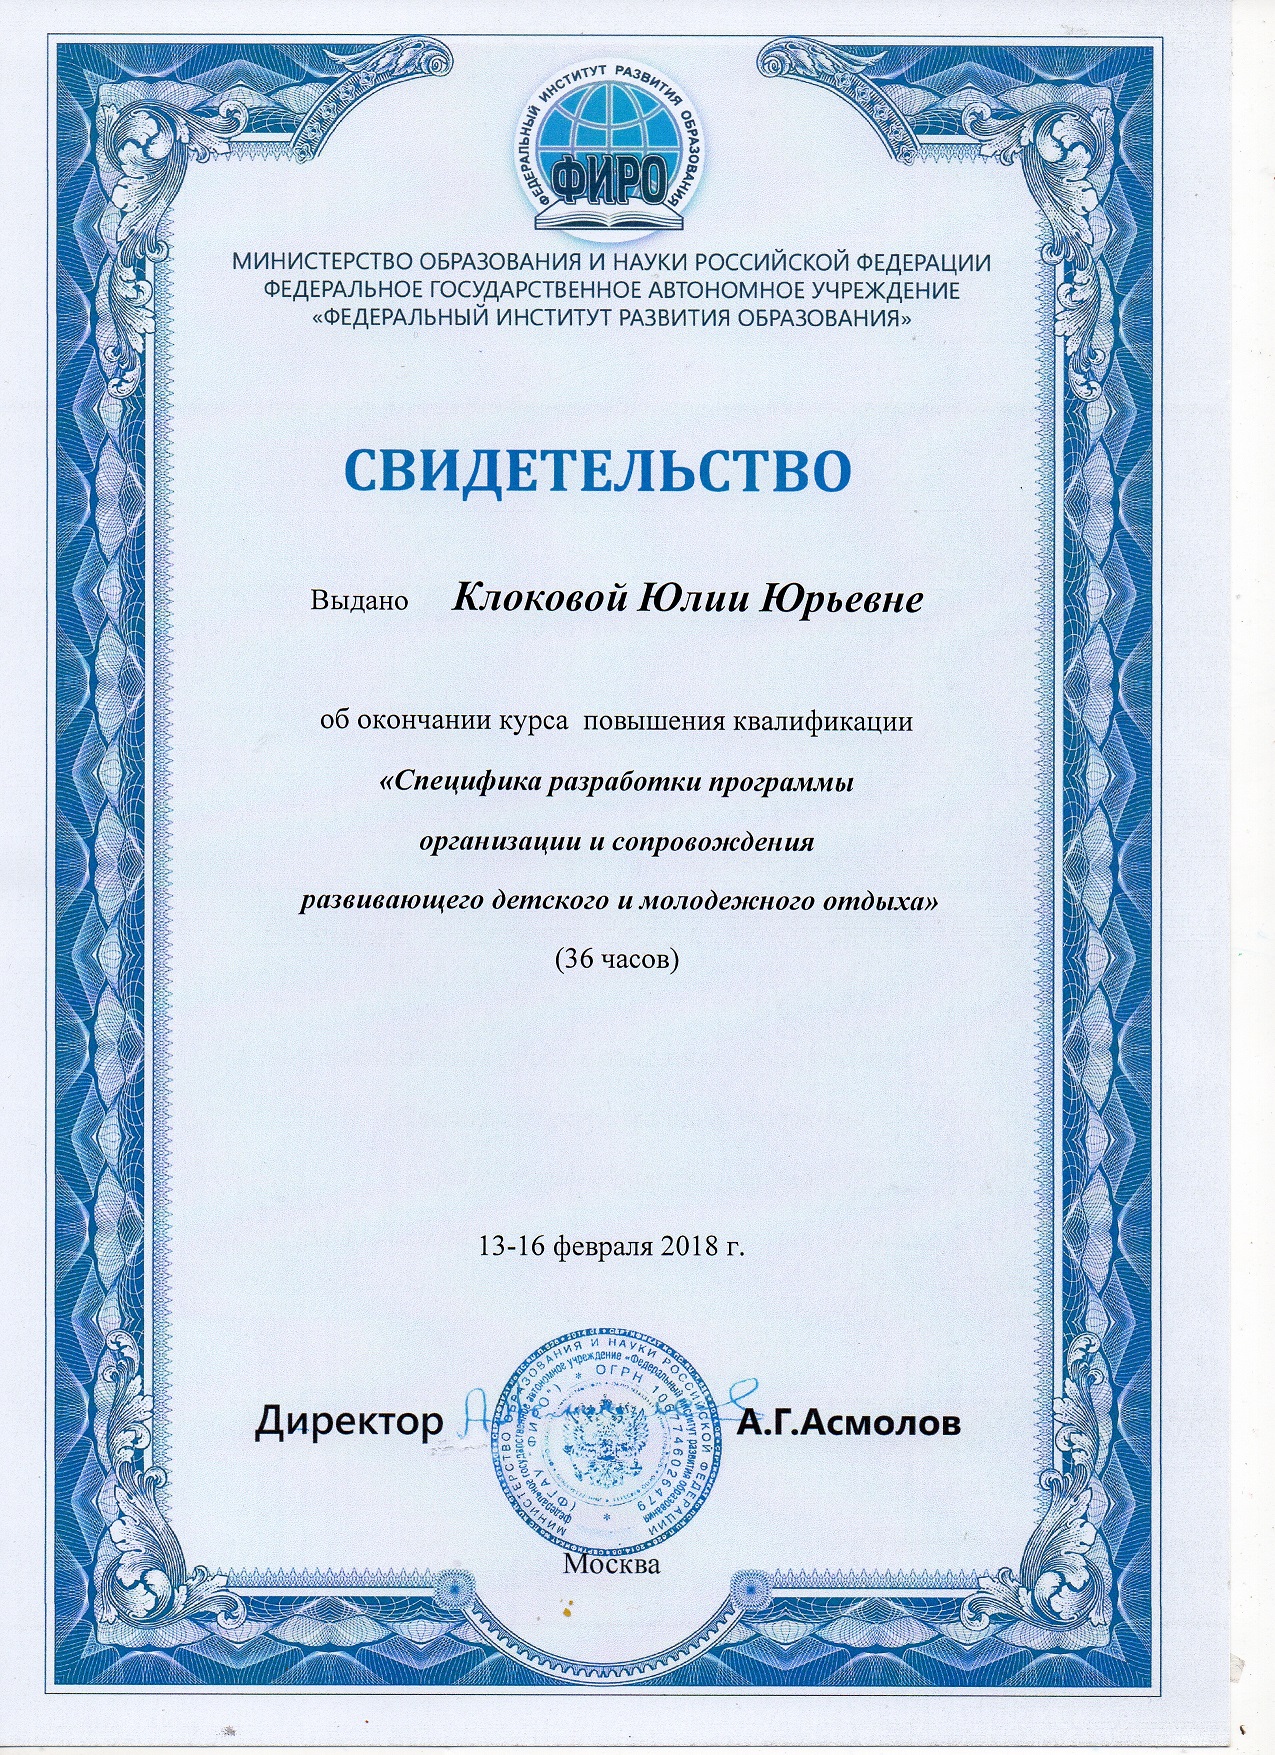 ФЕДЕРАЛЬНЫЙ ИНСТИТУТ РАЗВИТИЯ ОБРАЗОВАНИЯ
ФИРО
МИНИСТЕРСТВО ОБРАЗОВАНИЯ И НАУКИ РОССИЙСКОЙ ФЕДЕРАЦИИ
ФЕДЕРАЛЬНОЕ ГОСУДАРСТВЕННОЕ АВТОНОМНОЕ УЧРЕЖДЕНИЕ
«ФЕДЕРАЛЬНЫЙ ИНСТИТУТ РАЗВИТИЯ ОБРАЗОВАНИЯ»
СВИДЕТЕЛЬСТВО
Выдано Клоковой Юлии Юрьевне
об окончании курса повышения квалификации
«Специфика разработки программы
организации и сопровождения
развивающего детского и молодежного отдыха»
(36 часов)
13-16 февраля 2018 г.
Директор А.Г.Асмолов
МИНИСТЕРСТВО ОБРАЗОВАНИЯ И НАУКИ РОССИЙСКОЙ ФЕДЕРАЦИИ
Федеральное государственное автономное учреждение «Федеральный институт развития образования
(ФГАУ "ФИРО") * ОГРН 1067746026479 *
Москва